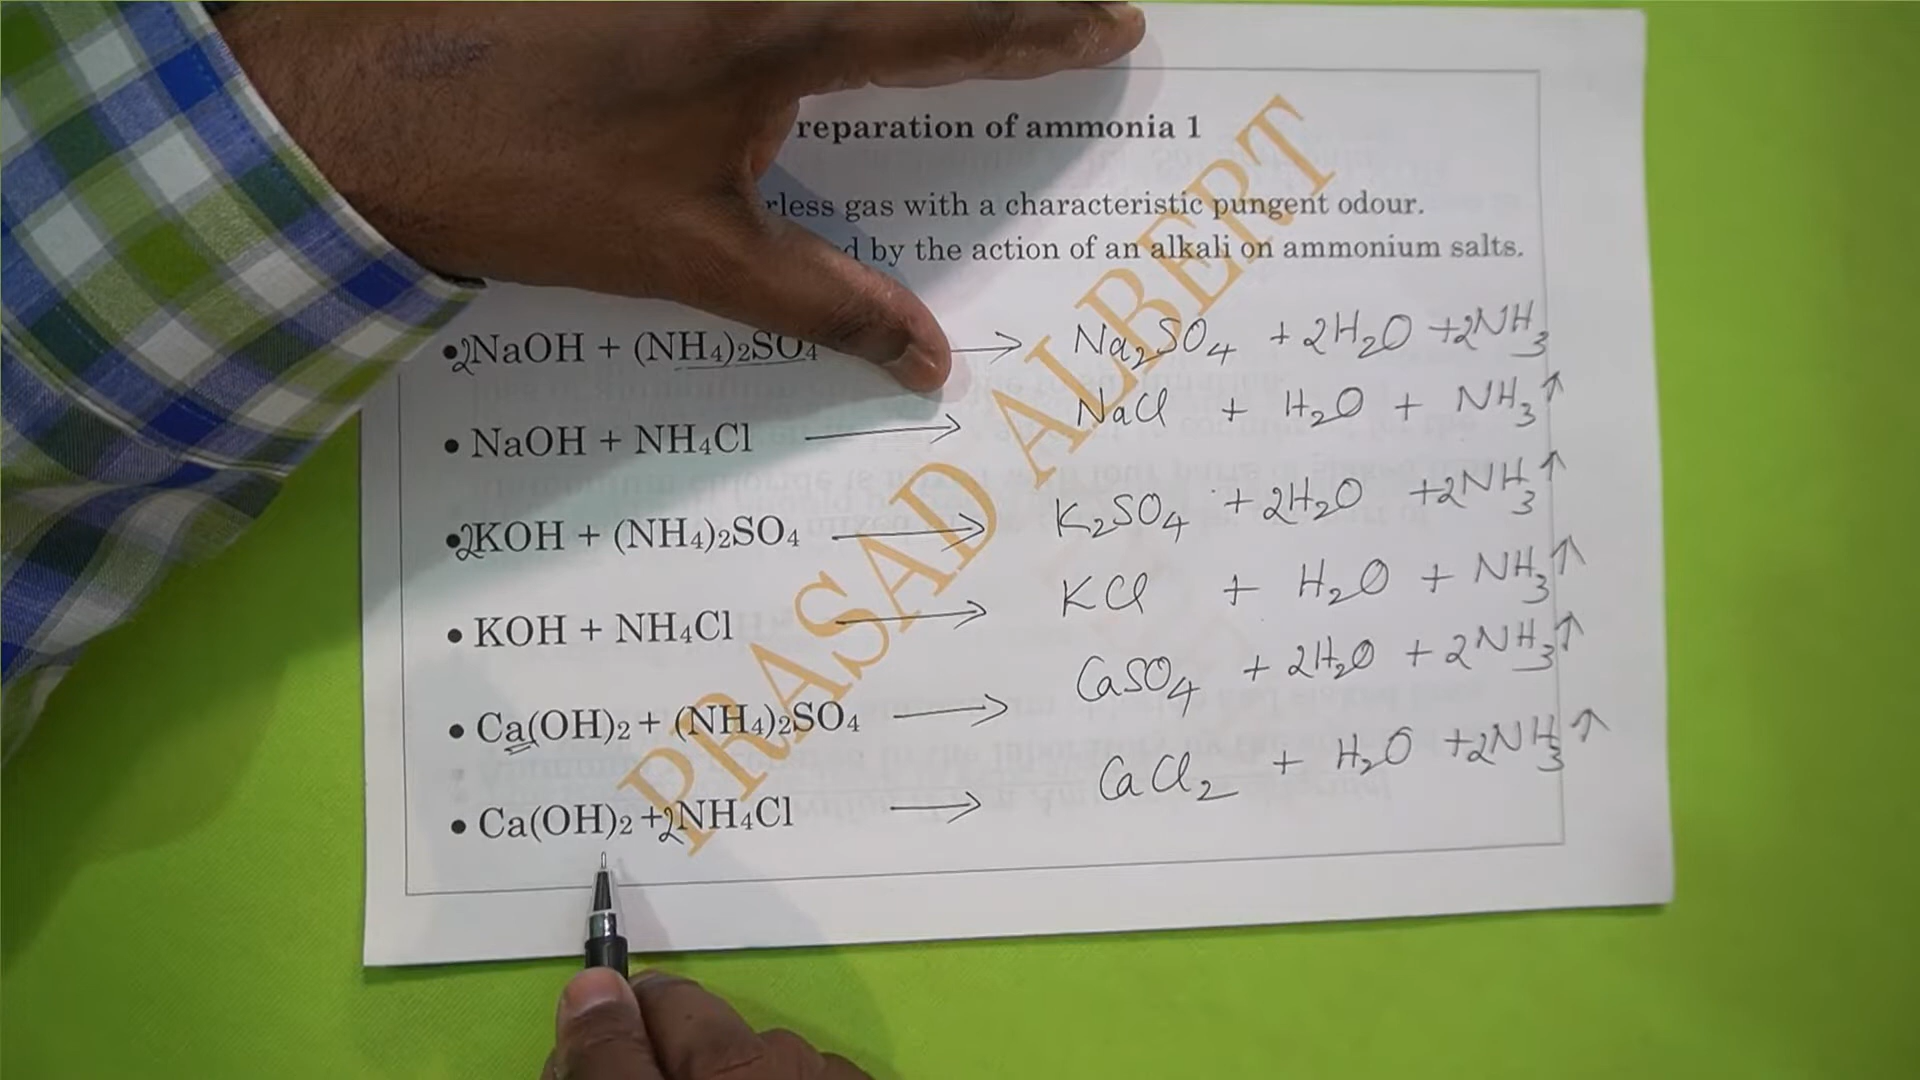 reparation of ammonia 1
rless gas with a characteristic pungent odour.
d by the action of an alkali on ammonium salts.
• 2NaOH + (NH₄)₂SO₄ → Na₂SO₄ + 2H₂O + 2NH₃
• NaOH + NH₄Cl → NaCl + H₂O + NH₃↑
• 2KOH + (NH₄)₂SO₄ → K₂SO₄ + 2H₂O + 2NH₃↑
• KOH + NH₄Cl → KCl + H₂O + NH₃↑
• Ca(OH)₂ + (NH₄)₂SO₄ → CaSO₄ + 2H₂O + 2NH₃↑
• Ca(OH)₂ + 2NH₄Cl → CaCl₂ + H₂O + 2NH₃↑
PRASAD ALBERT